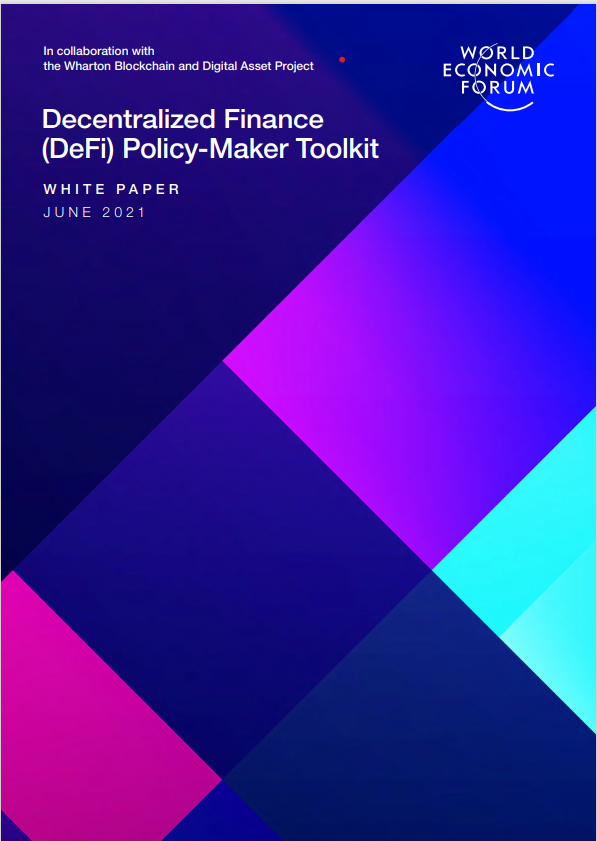 In collaboration with
the Wharton Blockchain and Digital Asset Project
WORLD
ECONOMIC
FORUM
Decentralized Finance
(DeFi) Policy-Maker Toolkit
WHITE PAPER
JUNE 2021